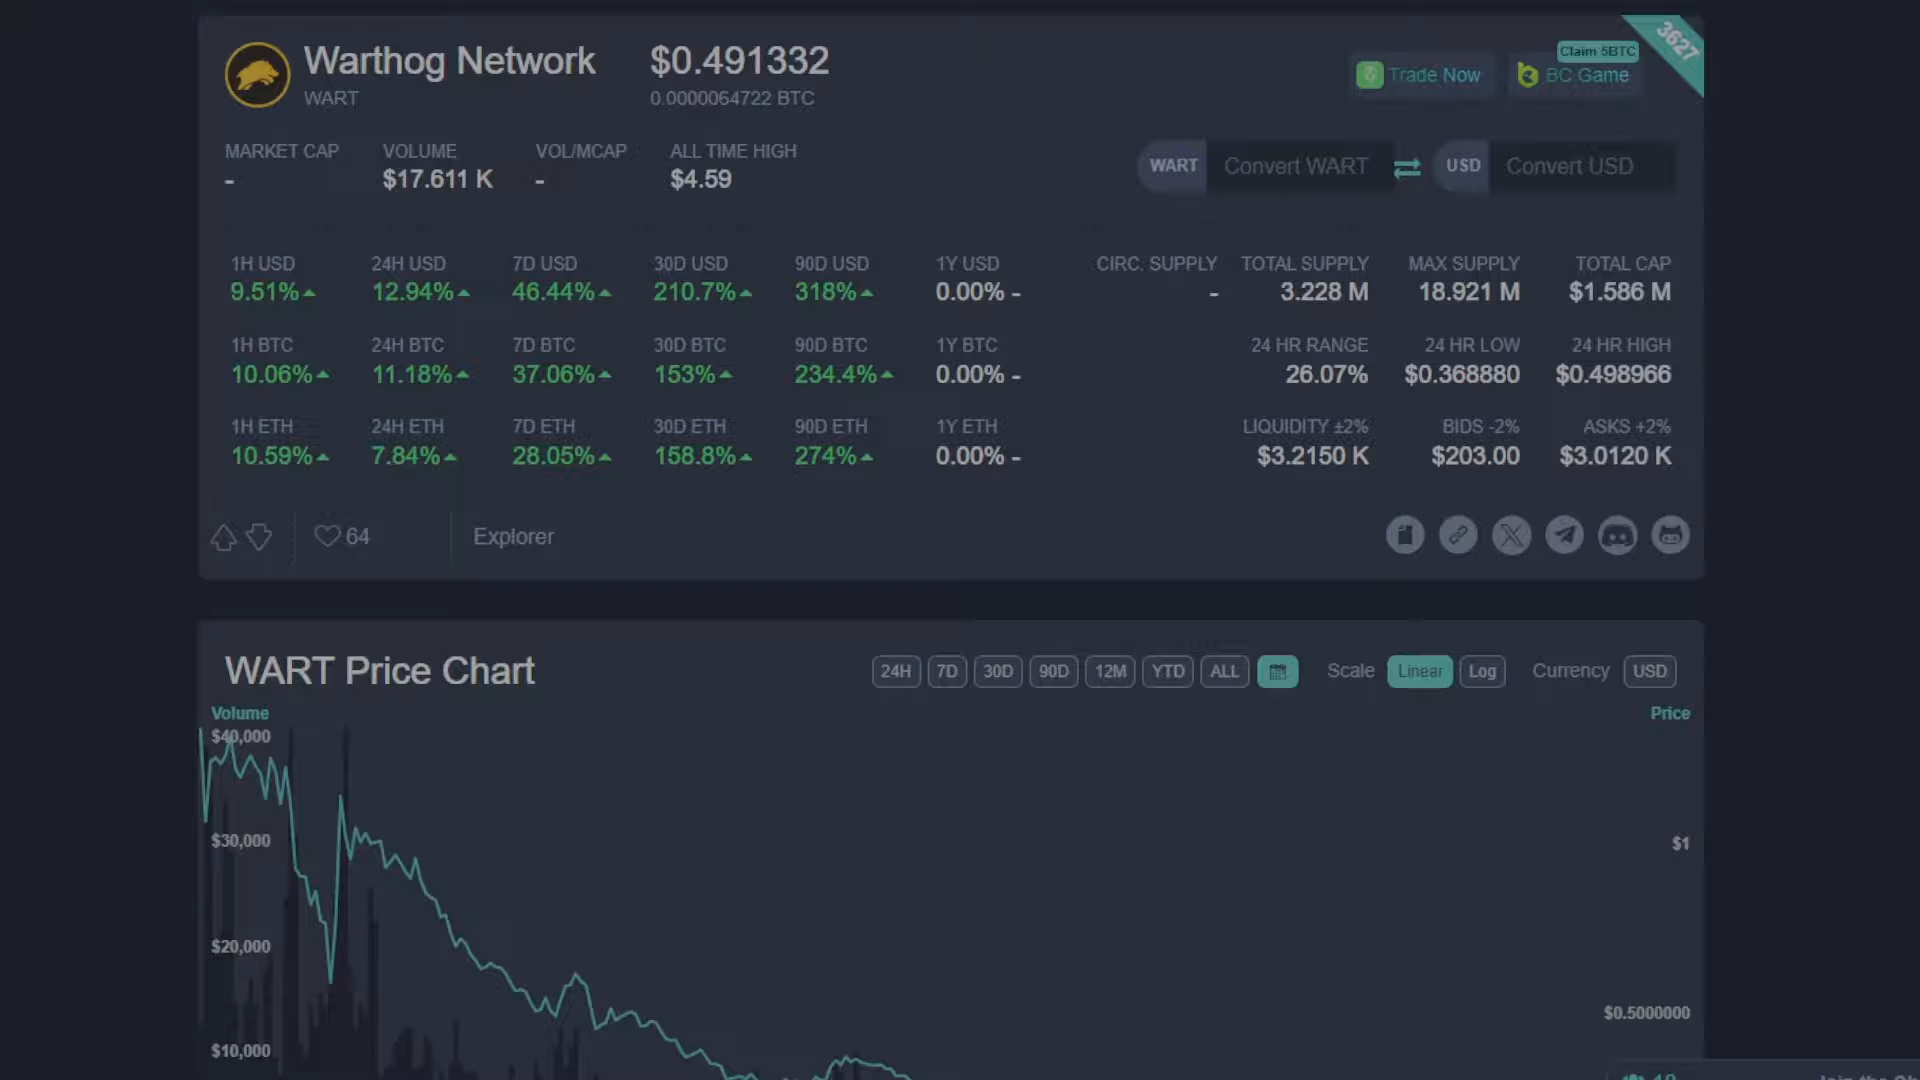 3627
Warthog Network $0.491332
WART 0.0000064722 BTC
Claim 5BTC
Trade Now BC.Game
MARKET CAP VOLUME VOL/MCAP ALL TIME HIGH
- $17.611 K - $4.59
WART Convert WART USD Convert USD
1H USD 24H USD 7D USD 30D USD 90D USD 1Y USD CIRC. SUPPLY TOTAL SUPPLY MAX SUPPLY TOTAL CAP
9.51% 12.94% 46.44% 210.7% 318% 0.00% - - 3.228 M 18.921 M $1.586 M
1H BTC 24H BTC 7D BTC 30D BTC 90D BTC 1Y BTC 24 HR RANGE 24 HR LOW 24 HR HIGH
10.06% 11.18% 37.06% 153% 234.4% 0.00% - 26.07% $0.368880 $0.498966
1H ETH 24H ETH 7D ETH 30D ETH 90D ETH 1Y ETH LIQUIDITY ±2% BIDS -2% ASKS +2%
10.59% 7.84% 28.05% 158.8% 274% 0.00% - $3.2150 K $203.00 $3.0120 K
64 Explorer
WART Price Chart 24H 7D 30D 90D 12M YTD ALL Scale Linear Log Currency USD
Volume Price
$40,000
$30,000 $1
$20,000
$0.5000000
$10,000